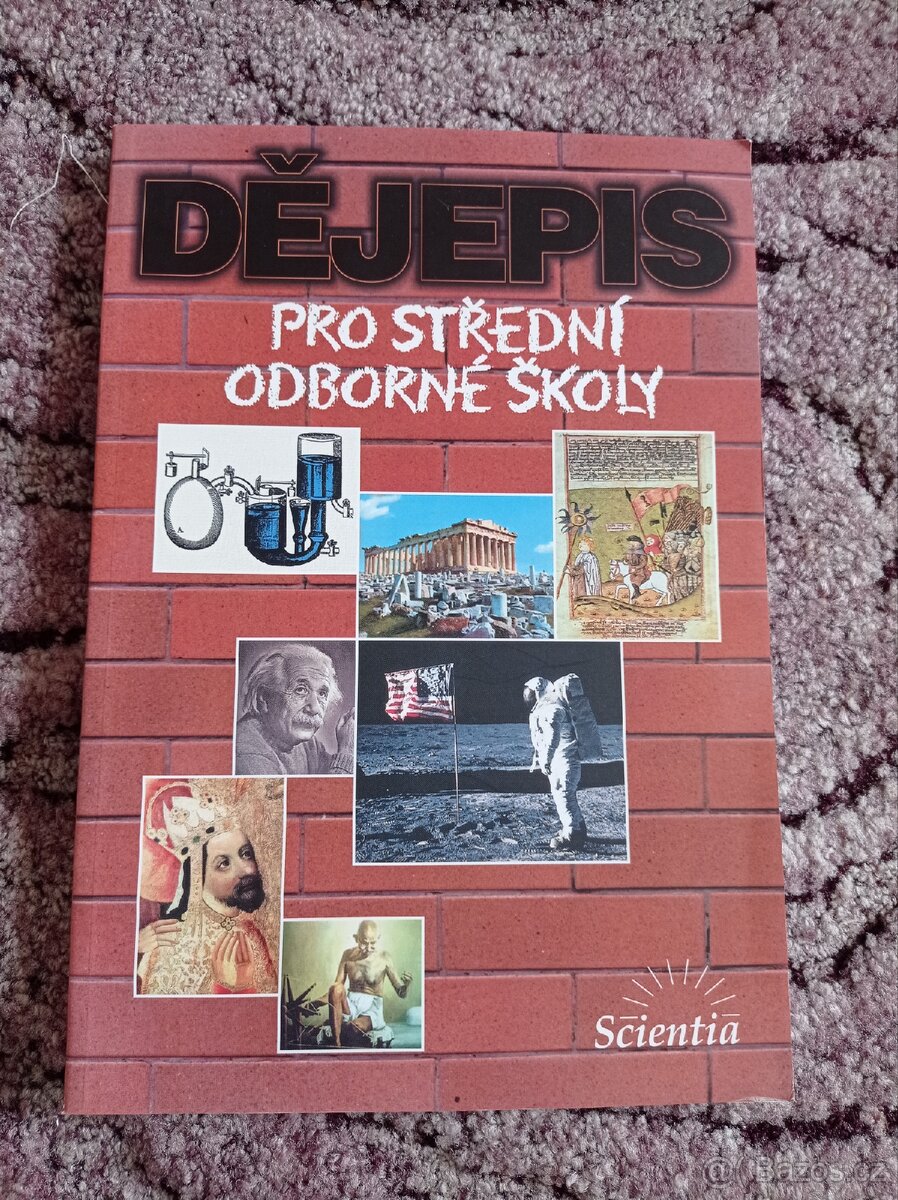 DĚJEPIS
PRO STŘEDNÍ
ODBORNÉ ŠKOLY
Scientia
@ Bazos.cz